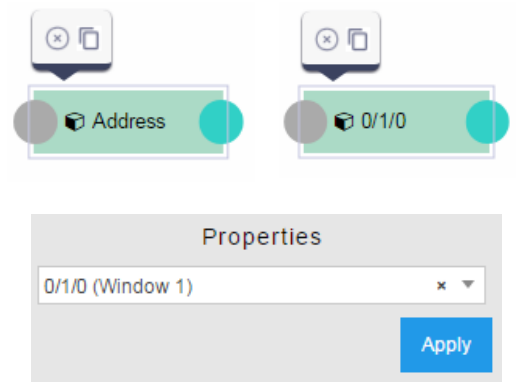 Address
0/1/0
Properties
0/1/0 (Window 1)
Apply